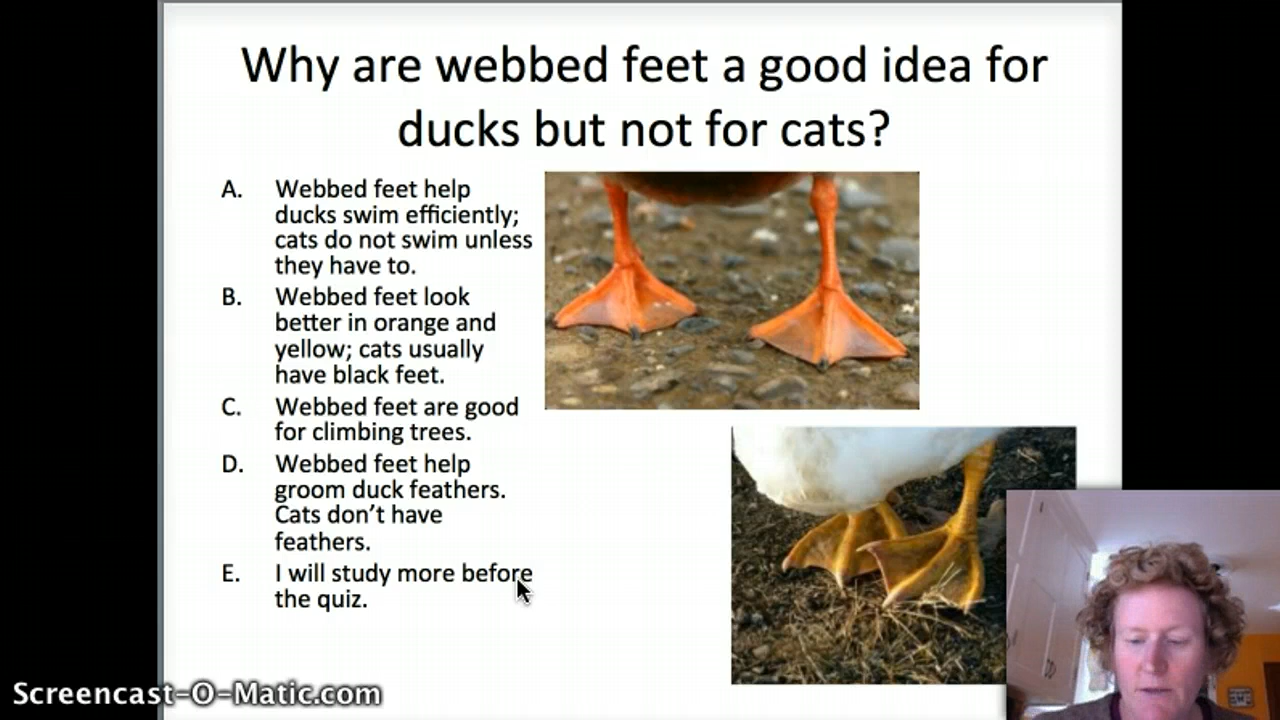 Why are webbed feet a good idea for
ducks but not for cats?
A. Webbed feet help
ducks swim efficiently;
cats do not swim unless
they have to.
B. Webbed feet look
better in orange and
yellow; cats usually
have black feet.
C. Webbed feet are good
for climbing trees.
D. Webbed feet help
groom duck feathers.
Cats don’t have
feathers.
E. I will study more before
the quiz.
Screencast-O-Matic.com